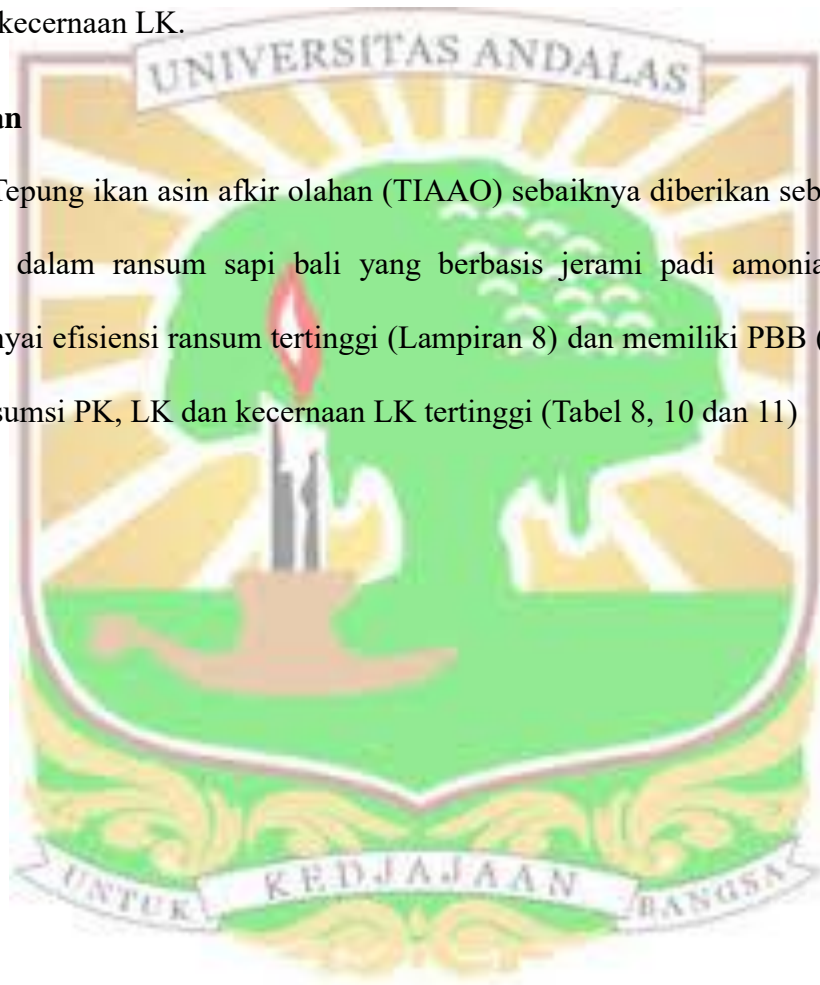 kecernaan LK.
UNIVERSITAS ANDALAS
an
Tepung ikan asin afkir olahan (TIAAO) sebaiknya diberikan seb
dalam ransum sapi bali yang berbasis jerami padi amonia
nyai efisiensi ransum tertinggi (Lampiran 8) dan memiliki PBB (
sumsi PK, LK dan kecernaan LK tertinggi (Tabel 8, 10 dan 11)
UNTUK KEDJAJAAN BANGSA